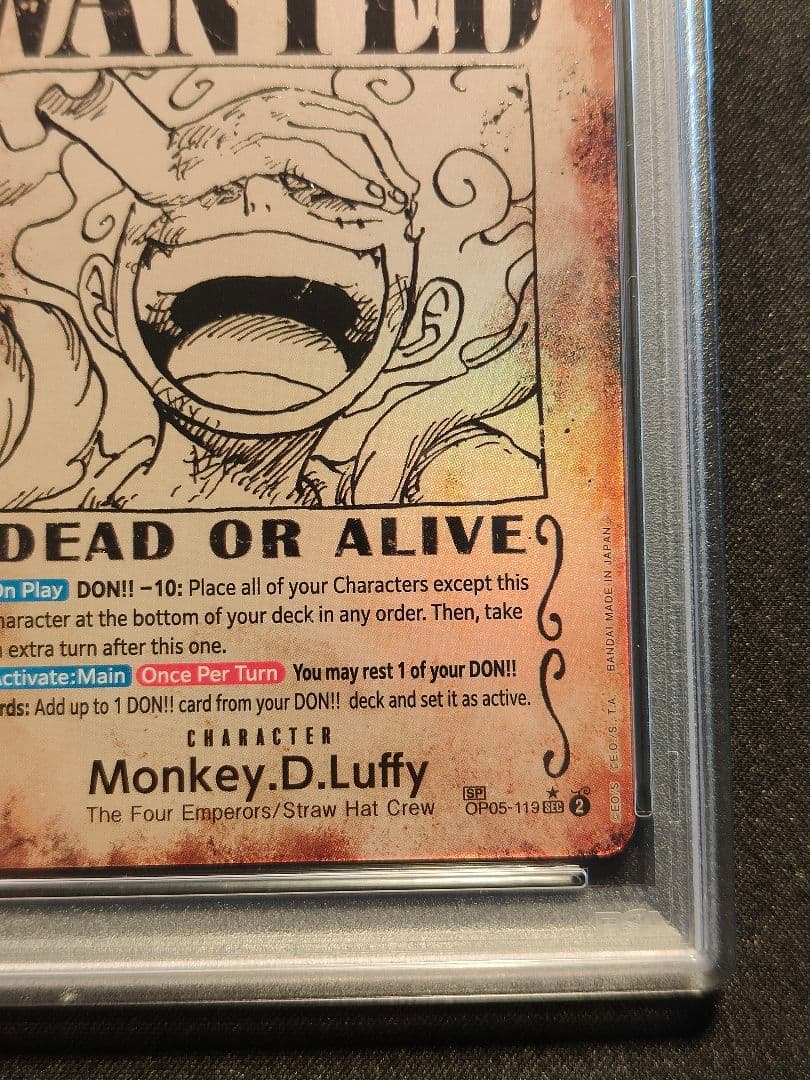 WANTED
DEAD OR ALIVE
On Play DON!! −10: Place all of your Characters except this
haracter at the bottom of your deck in any order. Then, take
extra turn after this one.
Activate:Main Once Per Turn You may rest 1 of your DON!!
rds: Add up to 1 DON!! card from your DON!! deck and set it as active.
CHARACTER
Monkey.D.Luffy
The Four Emperors/Straw Hat Crew
SP
OP05-119 SEC 2
©E.O/S. ©E.O./S., T.A. BANDAI MADE IN JAPAN